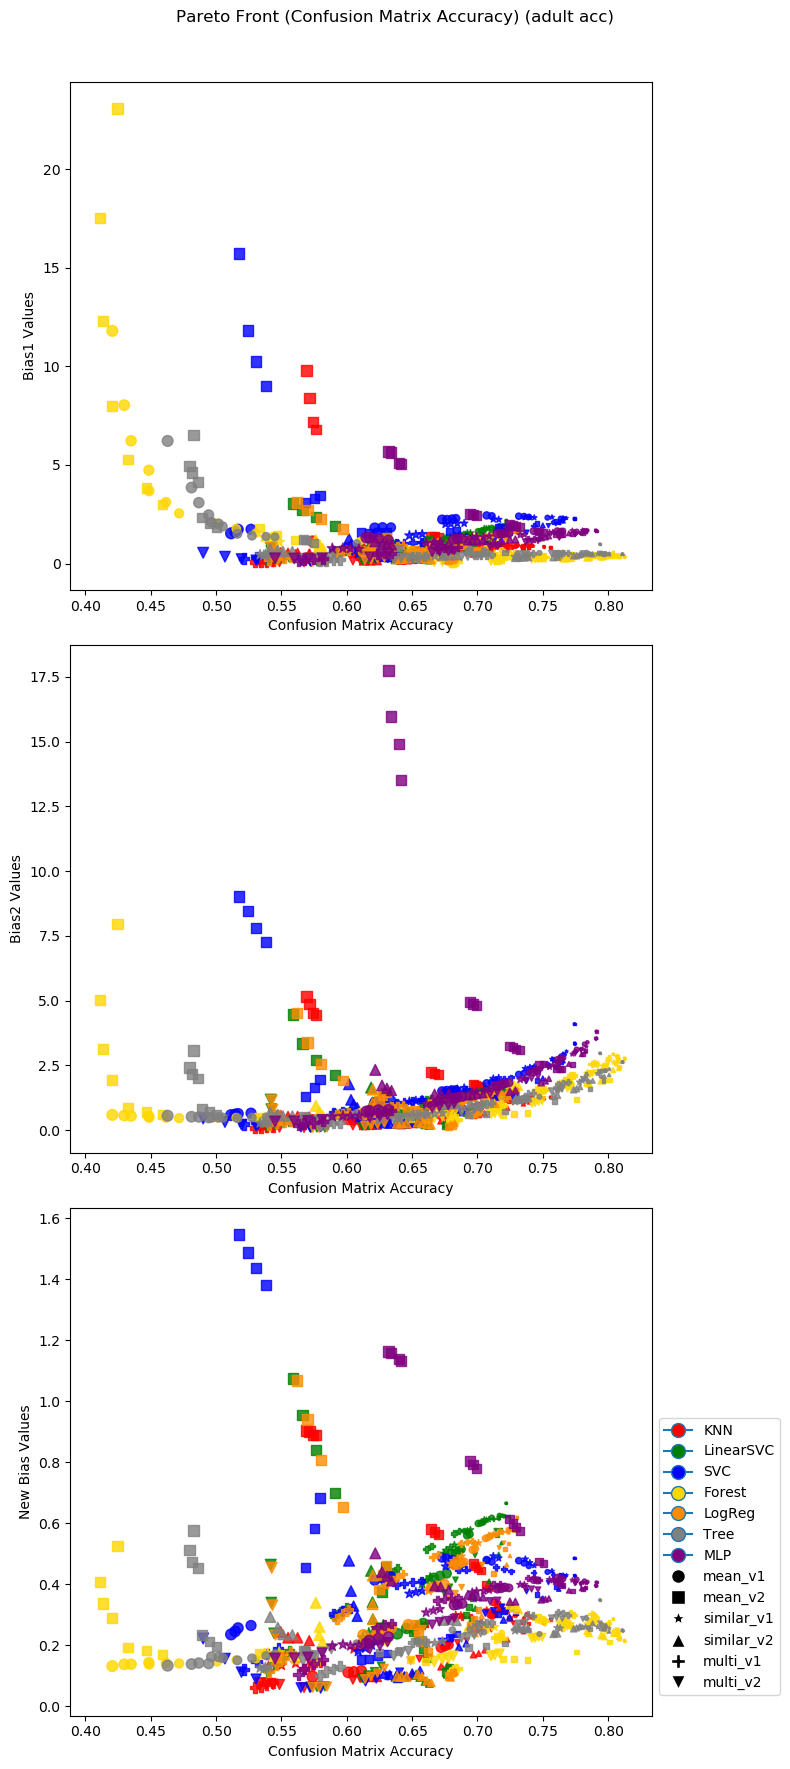 Pareto Front (Confusion Matrix Accuracy) (adult acc)
20
15
10
5
0
Bias1 Values
0.40 0.45 0.50 0.55 0.60 0.65 0.70 0.75 0.80
Confusion Matrix Accuracy
17.5
15.0
12.5
10.0
7.5
5.0
2.5
0.0
Bias2 Values
0.40 0.45 0.50 0.55 0.60 0.65 0.70 0.75 0.80
Confusion Matrix Accuracy
1.6
1.4
1.2
1.0
0.8
0.6
0.4
0.2
0.0
New Bias Values
0.40 0.45 0.50 0.55 0.60 0.65 0.70 0.75 0.80
Confusion Matrix Accuracy
KNN
LinearSVC
SVC
Forest
LogReg
Tree
MLP
mean_v1
mean_v2
similar_v1
similar_v2
multi_v1
multi_v2